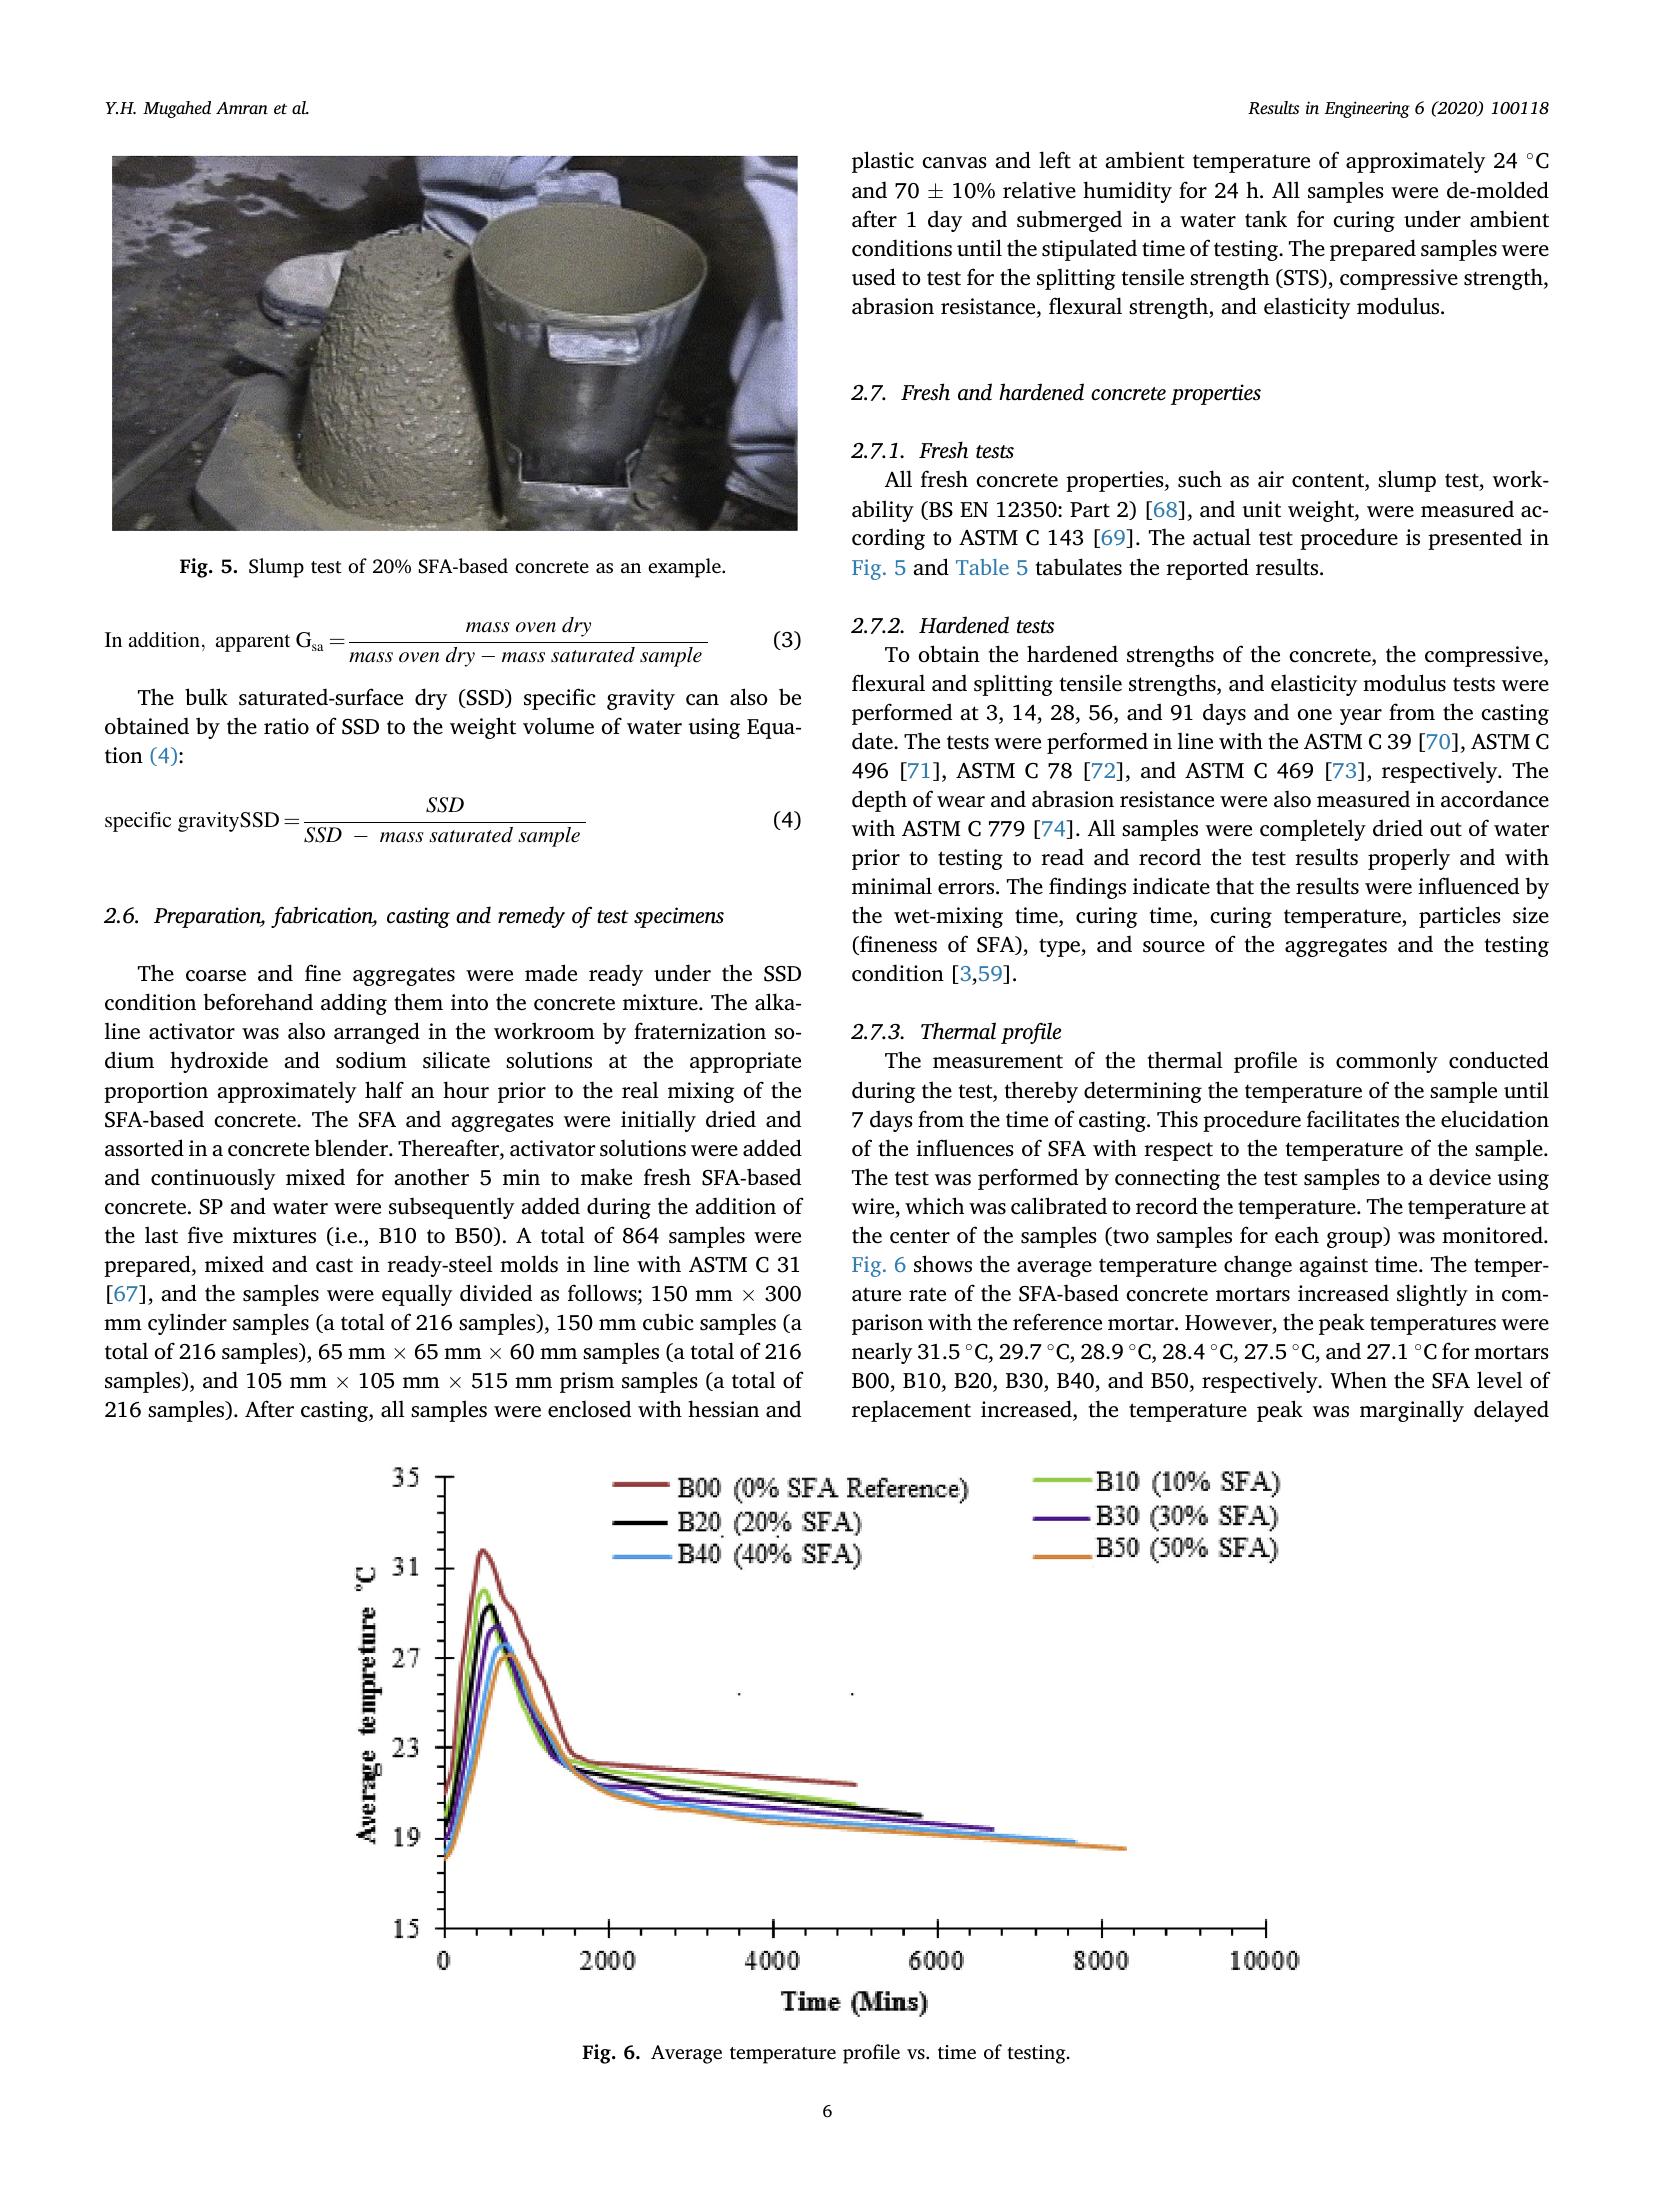 Y.H. Mugahed Amran et al.
Results in Engineering 6 (2020) 100118
Fig. 5. Slump test of 20% SFA-based concrete as an example.
In addition, apparent Gsa = mass oven dry / mass oven dry − mass saturated sample (3)
The bulk saturated-surface dry (SSD) specific gravity can also be
obtained by the ratio of SSD to the weight volume of water using Equa-
tion (4):
specific gravitySSD = SSD / SSD − mass saturated sample (4)
2.6. Preparation, fabrication, casting and remedy of test specimens
The coarse and fine aggregates were made ready under the SSD
condition beforehand adding them into the concrete mixture. The alka-
line activator was also arranged in the workroom by fraternization so-
dium hydroxide and sodium silicate solutions at the appropriate
proportion approximately half an hour prior to the real mixing of the
SFA-based concrete. The SFA and aggregates were initially dried and
assorted in a concrete blender. Thereafter, activator solutions were added
and continuously mixed for another 5 min to make fresh SFA-based
concrete. SP and water were subsequently added during the addition of
the last five mixtures (i.e., B10 to B50). A total of 864 samples were
prepared, mixed and cast in ready-steel molds in line with ASTM C 31
[67], and the samples were equally divided as follows; 150 mm × 300
mm cylinder samples (a total of 216 samples), 150 mm cubic samples (a
total of 216 samples), 65 mm × 65 mm × 60 mm samples (a total of 216
samples), and 105 mm × 105 mm × 515 mm prism samples (a total of
216 samples). After casting, all samples were enclosed with hessian and
plastic canvas and left at ambient temperature of approximately 24 °C
and 70 ± 10% relative humidity for 24 h. All samples were de-molded
after 1 day and submerged in a water tank for curing under ambient
conditions until the stipulated time of testing. The prepared samples were
used to test for the splitting tensile strength (STS), compressive strength,
abrasion resistance, flexural strength, and elasticity modulus.
2.7. Fresh and hardened concrete properties
2.7.1. Fresh tests
All fresh concrete properties, such as air content, slump test, work-
ability (BS EN 12350: Part 2) [68], and unit weight, were measured ac-
cording to ASTM C 143 [69]. The actual test procedure is presented in
Fig. 5 and Table 5 tabulates the reported results.
2.7.2. Hardened tests
To obtain the hardened strengths of the concrete, the compressive,
flexural and splitting tensile strengths, and elasticity modulus tests were
performed at 3, 14, 28, 56, and 91 days and one year from the casting
date. The tests were performed in line with the ASTM C 39 [70], ASTM C
496 [71], ASTM C 78 [72], and ASTM C 469 [73], respectively. The
depth of wear and abrasion resistance were also measured in accordance
with ASTM C 779 [74]. All samples were completely dried out of water
prior to testing to read and record the test results properly and with
minimal errors. The findings indicate that the results were influenced by
the wet-mixing time, curing time, curing temperature, particles size
(fineness of SFA), type, and source of the aggregates and the testing
condition [3,59].
2.7.3. Thermal profile
The measurement of the thermal profile is commonly conducted
during the test, thereby determining the temperature of the sample until
7 days from the time of casting. This procedure facilitates the elucidation
of the influences of SFA with respect to the temperature of the sample.
The test was performed by connecting the test samples to a device using
wire, which was calibrated to record the temperature. The temperature at
the center of the samples (two samples for each group) was monitored.
Fig. 6 shows the average temperature change against time. The temper-
ature rate of the SFA-based concrete mortars increased slightly in com-
parison with the reference mortar. However, the peak temperatures were
nearly 31.5 °C, 29.7 °C, 28.9 °C, 28.4 °C, 27.5 °C, and 27.1 °C for mortars
B00, B10, B20, B30, B40, and B50, respectively. When the SFA level of
replacement increased, the temperature peak was marginally delayed
B00 (0% SFA Reference)
B10 (10% SFA)
B20 (20% SFA)
B30 (30% SFA)
B40 (40% SFA)
B50 (50% SFA)
Average tempreture °C
35
31
27
23
19
15
0 2000 4000 6000 8000 10000
Time (Mins)
Fig. 6. Average temperature profile vs. time of testing.
6